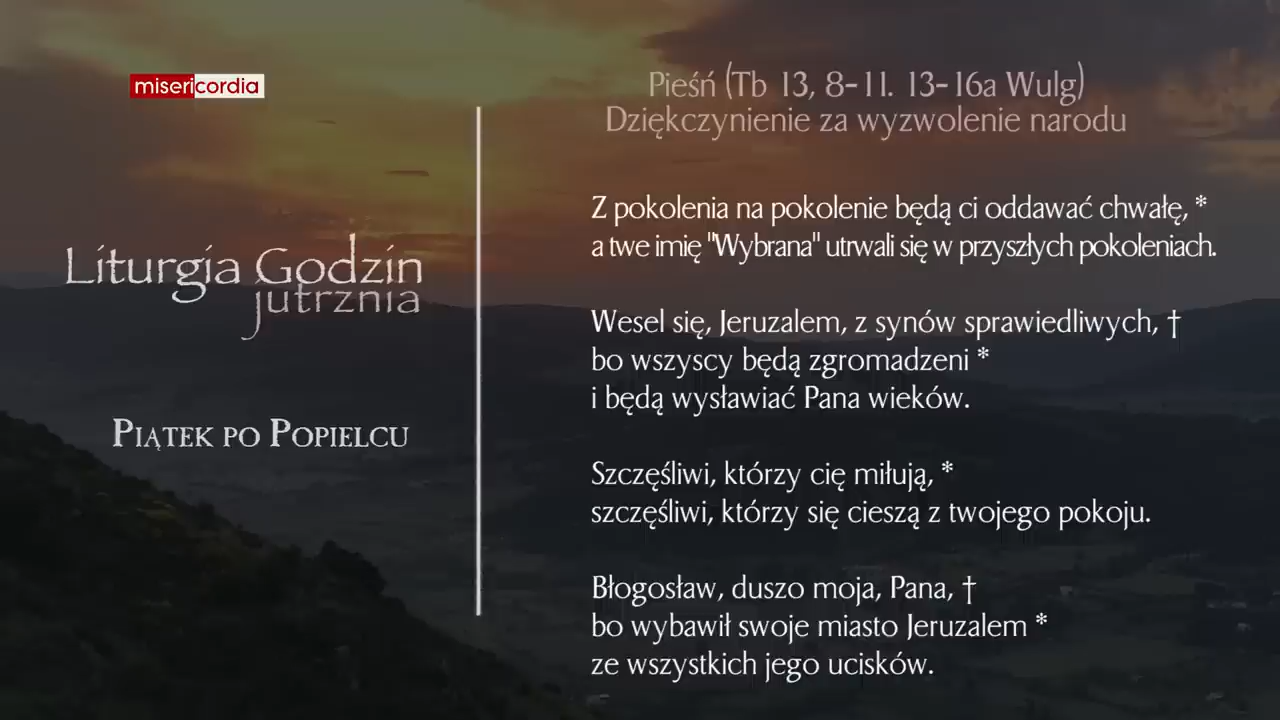 misericordia
Liturgia Godzin
jutrznia
Piątek po Popielcu
Pieśń (Tb 13, 8-11. 13-16a Wulg)
Dziękczynienie za wyzwolenie narodu
Z pokolenia na pokolenie będą ci oddawać chwałę, *
a twe imię "Wybrana" utrwali się w przyszłych pokoleniach.
Wesel się, Jeruzalem, z synów sprawiedliwych, †
bo wszyscy będą zgromadzeni *
i będą wysławiać Pana wieków.
Szczęśliwi, którzy cię miłują, *
szczęśliwi, którzy się cieszą z twojego pokoju.
Błogosław, duszo moja, Pana, †
bo wybawił swoje miasto Jeruzalem *
ze wszystkich jego ucisków.